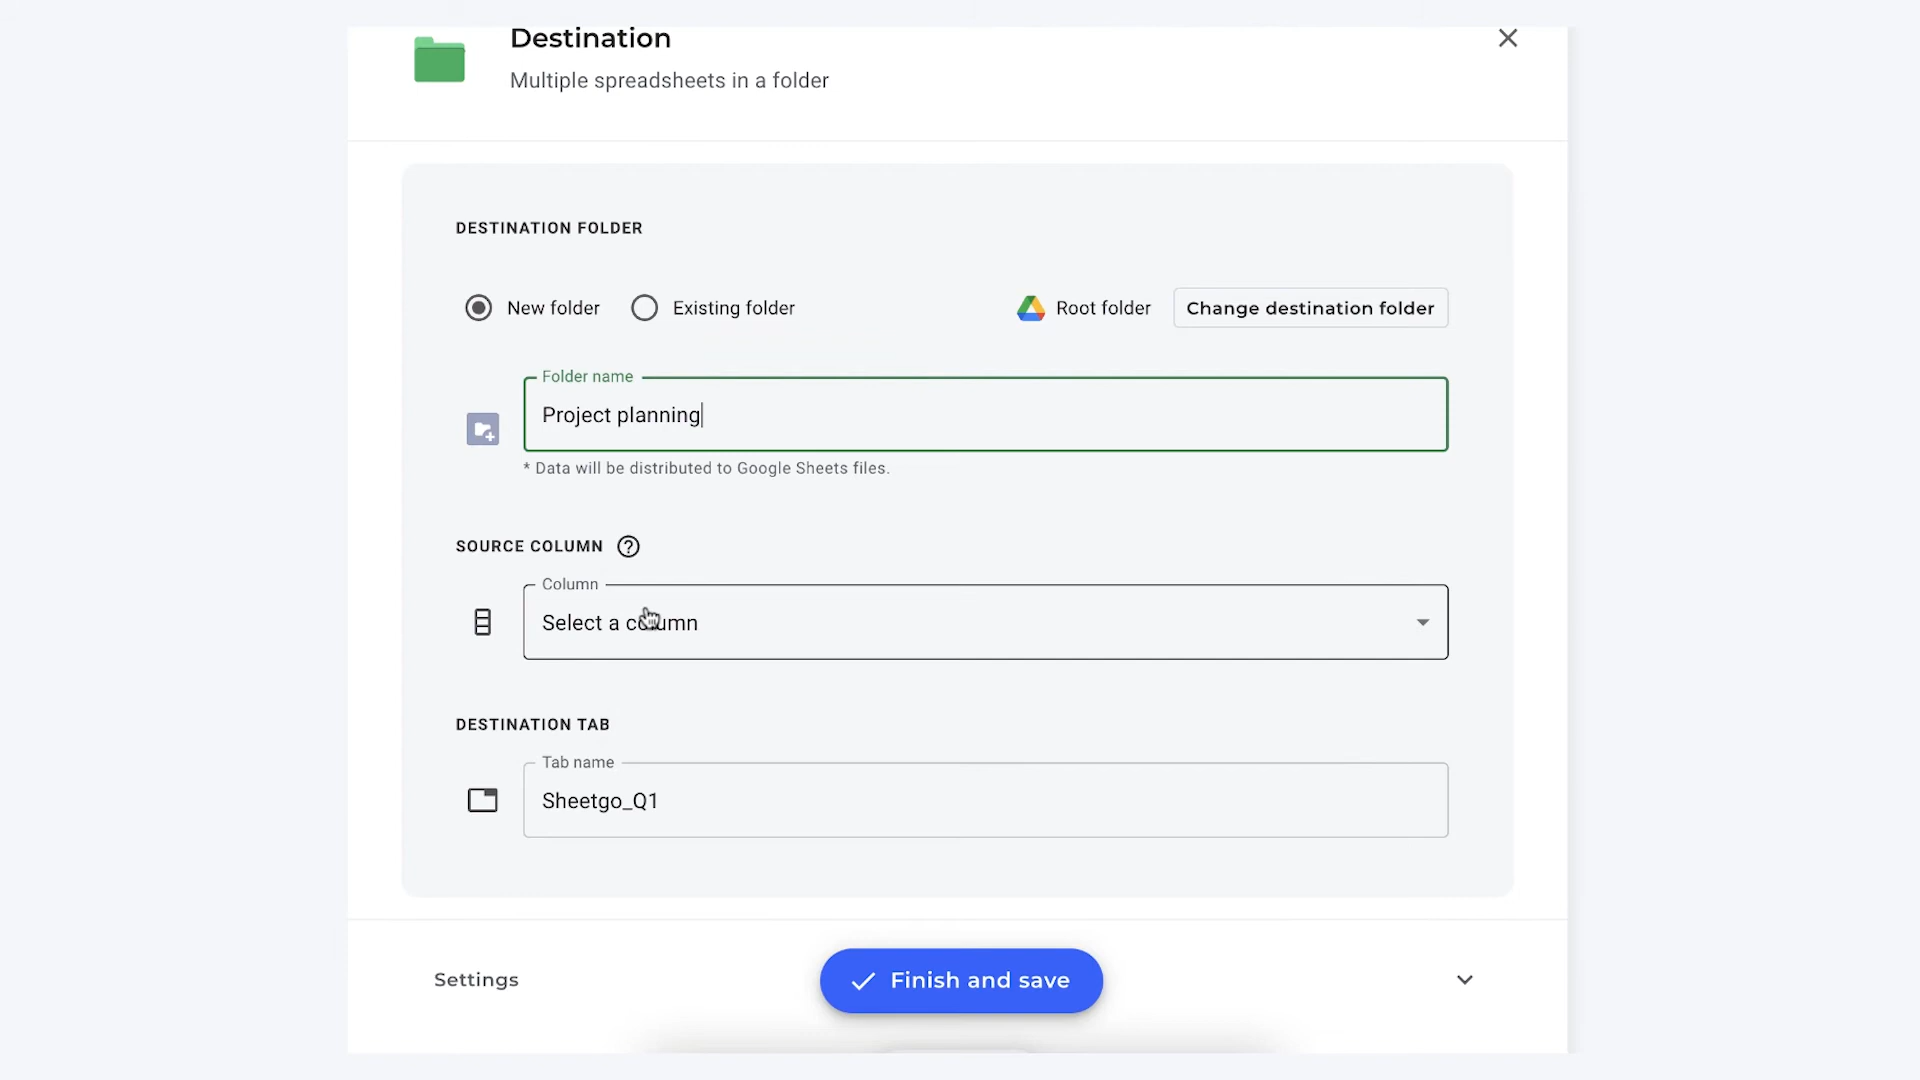 Destination
Multiple spreadsheets in a folder
DESTINATION FOLDER
New folder
Existing folder
Root folder
Change destination folder
Folder name
Project planning
* Data will be distributed to Google Sheets files.
SOURCE COLUMN
Column
Select a column
DESTINATION TAB
Tab name
Sheetgo_Q1
Settings
Finish and save